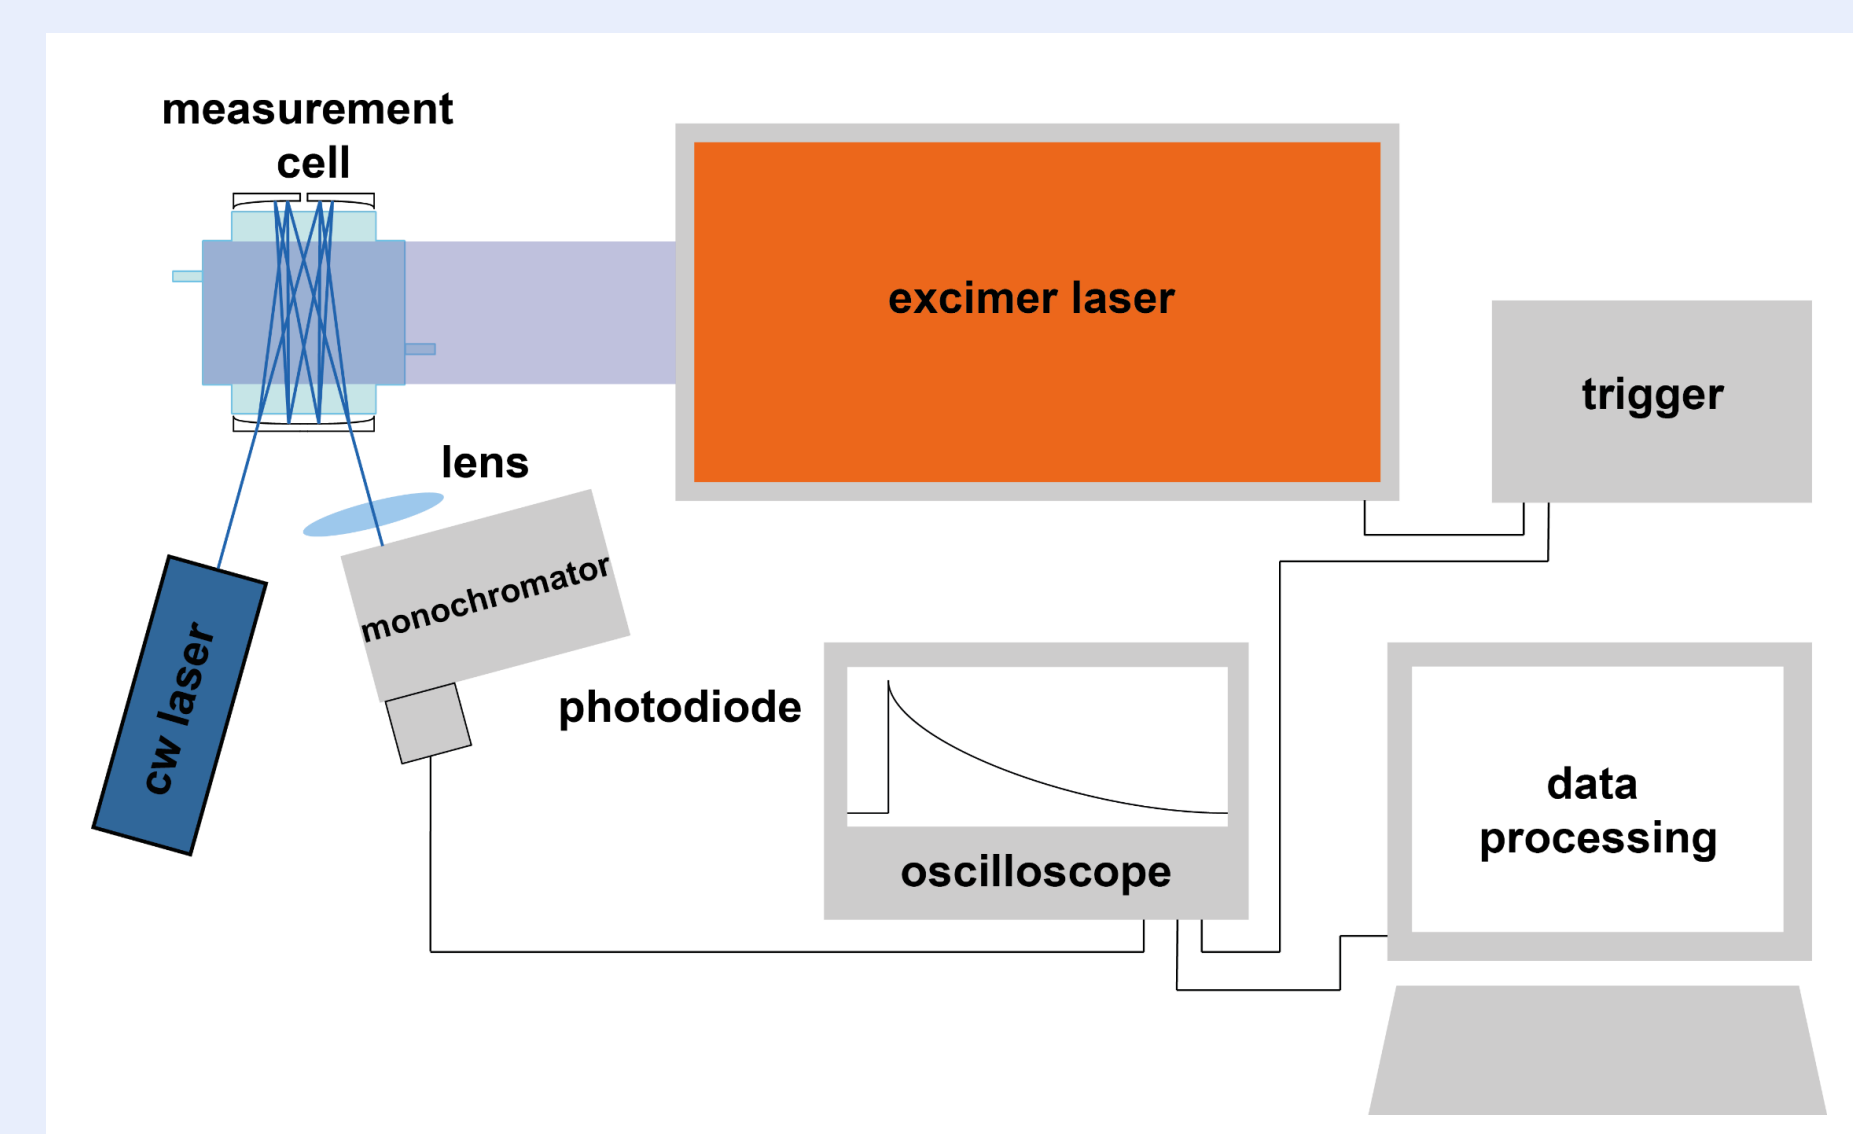 measurement
cell
excimer laser
trigger
lens
monochromator
cw laser
photodiode
oscilloscope
data
processing